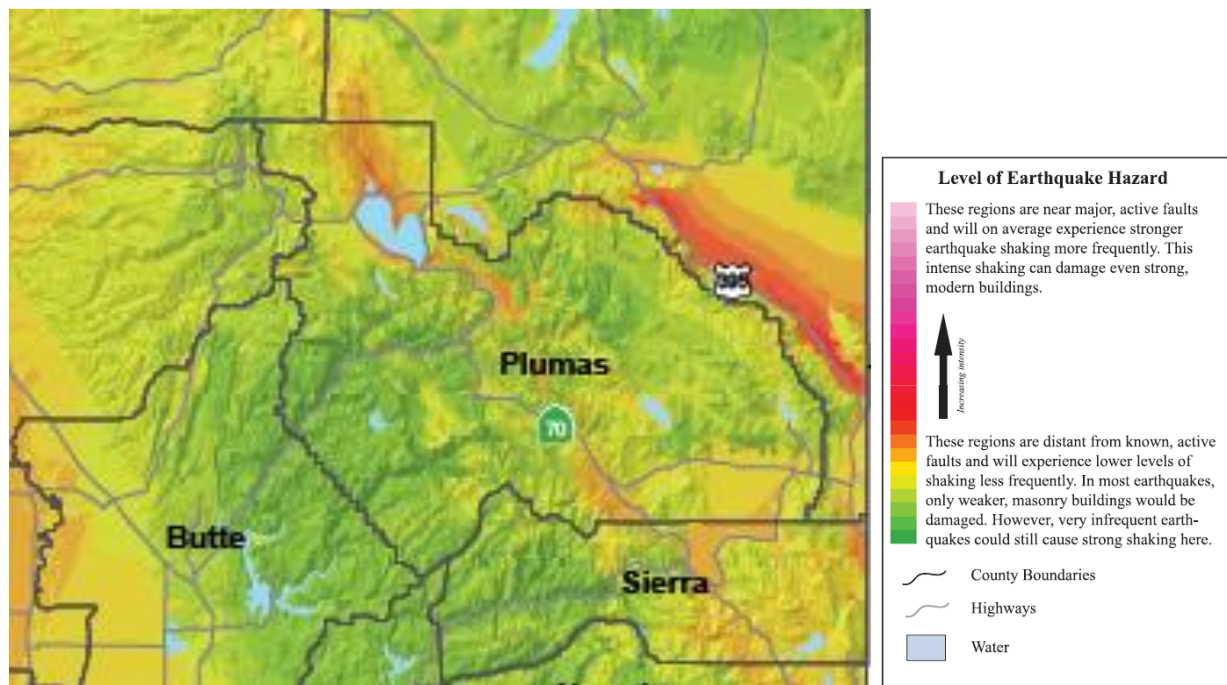 395
Plumas
70
Butte
Sierra
Level of Earthquake Hazard
These regions are near major, active faults
and will on average experience stronger
earthquake shaking more frequently. This
intense shaking can damage even strong,
modern buildings.
Increasing intensity
These regions are distant from known, active
faults and will experience lower levels of
shaking less frequently. In most earthquakes,
only weaker, masonry buildings would be
damaged. However, very infrequent earth-
quakes could still cause strong shaking here.
County Boundaries
Highways
Water